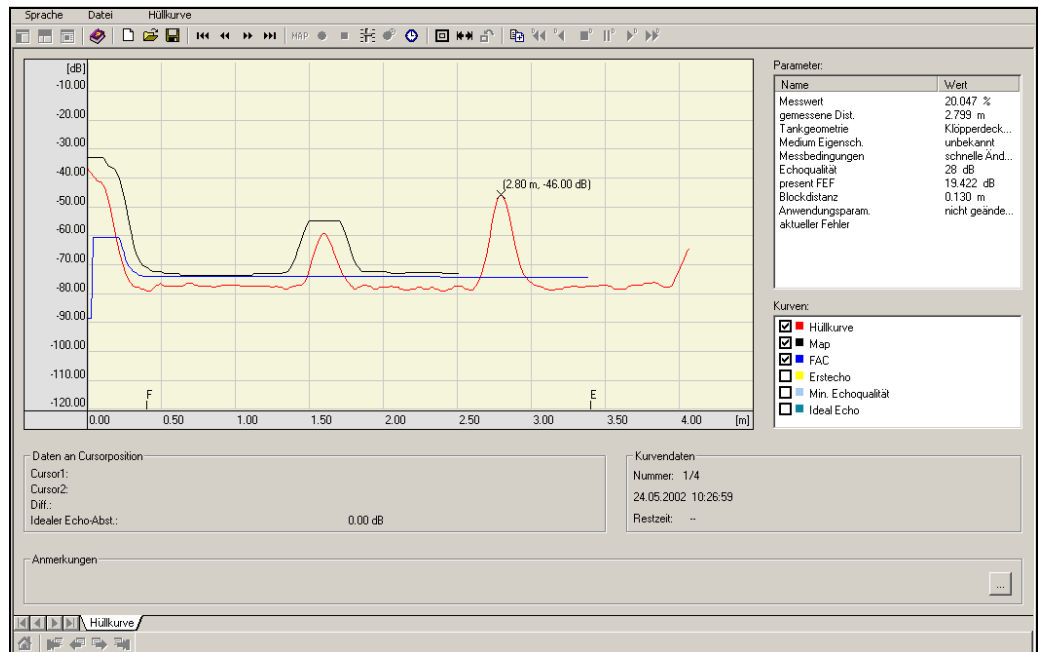 Sprache Datei Hüllkurve
MAP
[dB]
-10.00
-20.00
-30.00
-40.00
-50.00
-60.00
-70.00
-80.00
-90.00
-100.00
-110.00
-120.00
(2.80 m, -46.00 dB)
F E
0.00 0.50 1.00 1.50 2.00 2.50 3.00 3.50 4.00 [m]
Parameter:
Name Wert
Messwert 20.047 %
gemessene Dist. 2.799 m
Tankgeometrie Klöpperdeck...
Medium Eigensch. unbekannt
Messbedingungen schnelle Änd...
Echoqualität 28 dB
present FEF 19.422 dB
Blockdistanz 0.130 m
Anwendungsparam. nicht geände...
aktueller Fehler
Kurven:
Hüllkurve
Map
FAC
Erstecho
Min. Echoqualität
Ideal Echo
Daten an Cursorposition
Cursor1:
Cursor2:
Diff.:
Idealer Echo-Abst.: 0.00 dB
Kurvendaten
Nummer: 1/4
24.05.2002 10:26:59
Restzeit: --
Anmerkungen
...
Hüllkurve